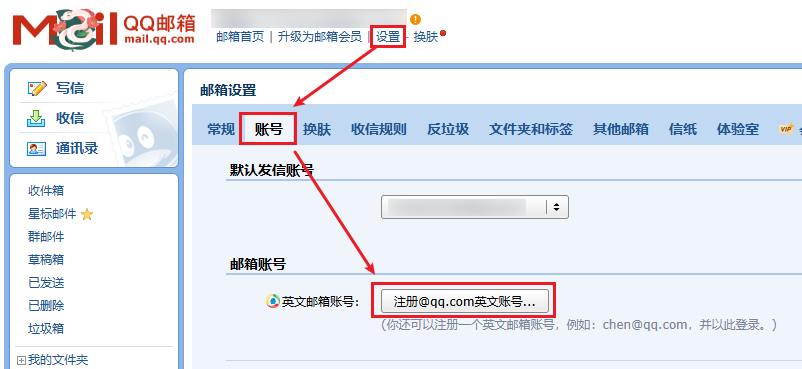 Mail QQ邮箱
mail.qq.com
邮箱首页 | 升级为邮箱会员 | 设置 - 换肤
写信
收信
通讯录
收件箱
星标邮件
群邮件
草稿箱
已发送
已删除
垃圾箱
我的文件夹
邮箱设置
常规 账号 换肤 收信规则 反垃圾 文件夹和标签 其他邮箱 信纸 体验室 VIP
默认发信账号
邮箱账号
英文邮箱账号： 注册@qq.com英文账号...
(你还可以注册一个英文邮箱账号，例如：chen@qq.com，并以此登录。)